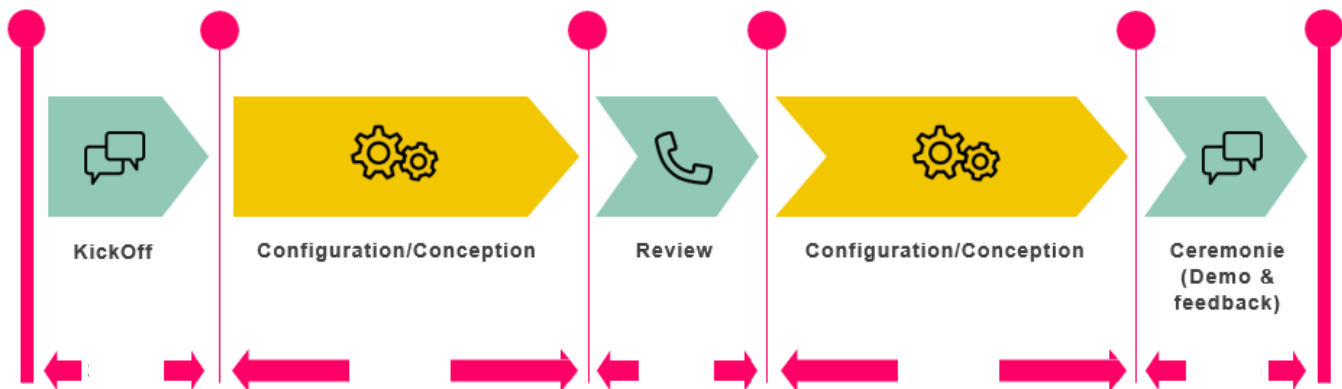 KickOff
Configuration/Conception
Review
Configuration/Conception
Ceremonie
(Demo &
feedback)